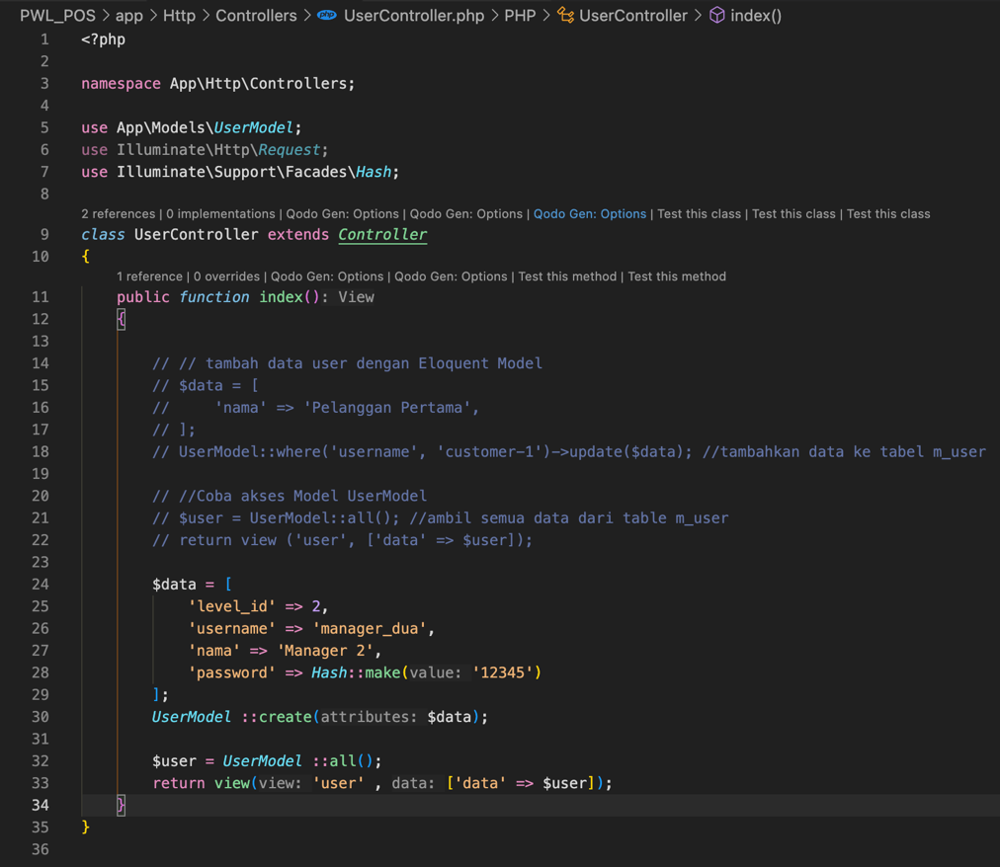 PWL_POS > app > Http > Controllers > php UserController.php > PHP > UserController > index()
1 <?php
2
3 namespace App\Http\Controllers;
4
5 use App\Models\UserModel;
6 use Illuminate\Http\Request;
7 use Illuminate\Support\Facades\Hash;
8
2 references | 0 implementations | Qodo Gen: Options | Qodo Gen: Options | Qodo Gen: Options | Test this class | Test this class | Test this class
9 class UserController extends Controller
10 {
1 reference | 0 overrides | Qodo Gen: Options | Qodo Gen: Options | Test this method | Test this method
11 public function index(): View
12 {
13
14 // // tambah data user dengan Eloquent Model
15 // $data = [
16 //     'nama' => 'Pelanggan Pertama',
17 // ];
18 // UserModel::where('username', 'customer-1')->update($data); //tambahkan data ke tabel m_user
19
20 // //Coba akses Model UserModel
21 // $user = UserModel::all(); //ambil semua data dari table m_user
22 // return view ('user', ['data' => $user]);
23
24 $data = [
25 'level_id' => 2,
26 'username' => 'manager_dua',
27 'nama' => 'Manager 2',
28 'password' => Hash::make(value: '12345')
29 ];
30 UserModel ::create(attributes: $data);
31
32 $user = UserModel ::all();
33 return view(view: 'user' , data: ['data' => $user]);
34 }
35 }
36